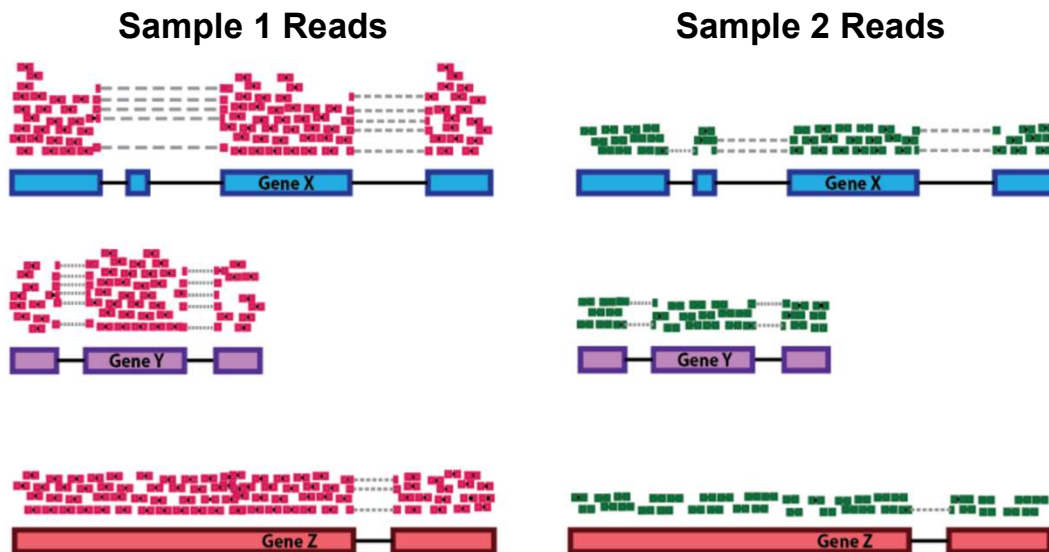 Sample 1 Reads
Sample 2 Reads
Gene X
Gene X
Gene Y
Gene Y
Gene Z
Gene Z